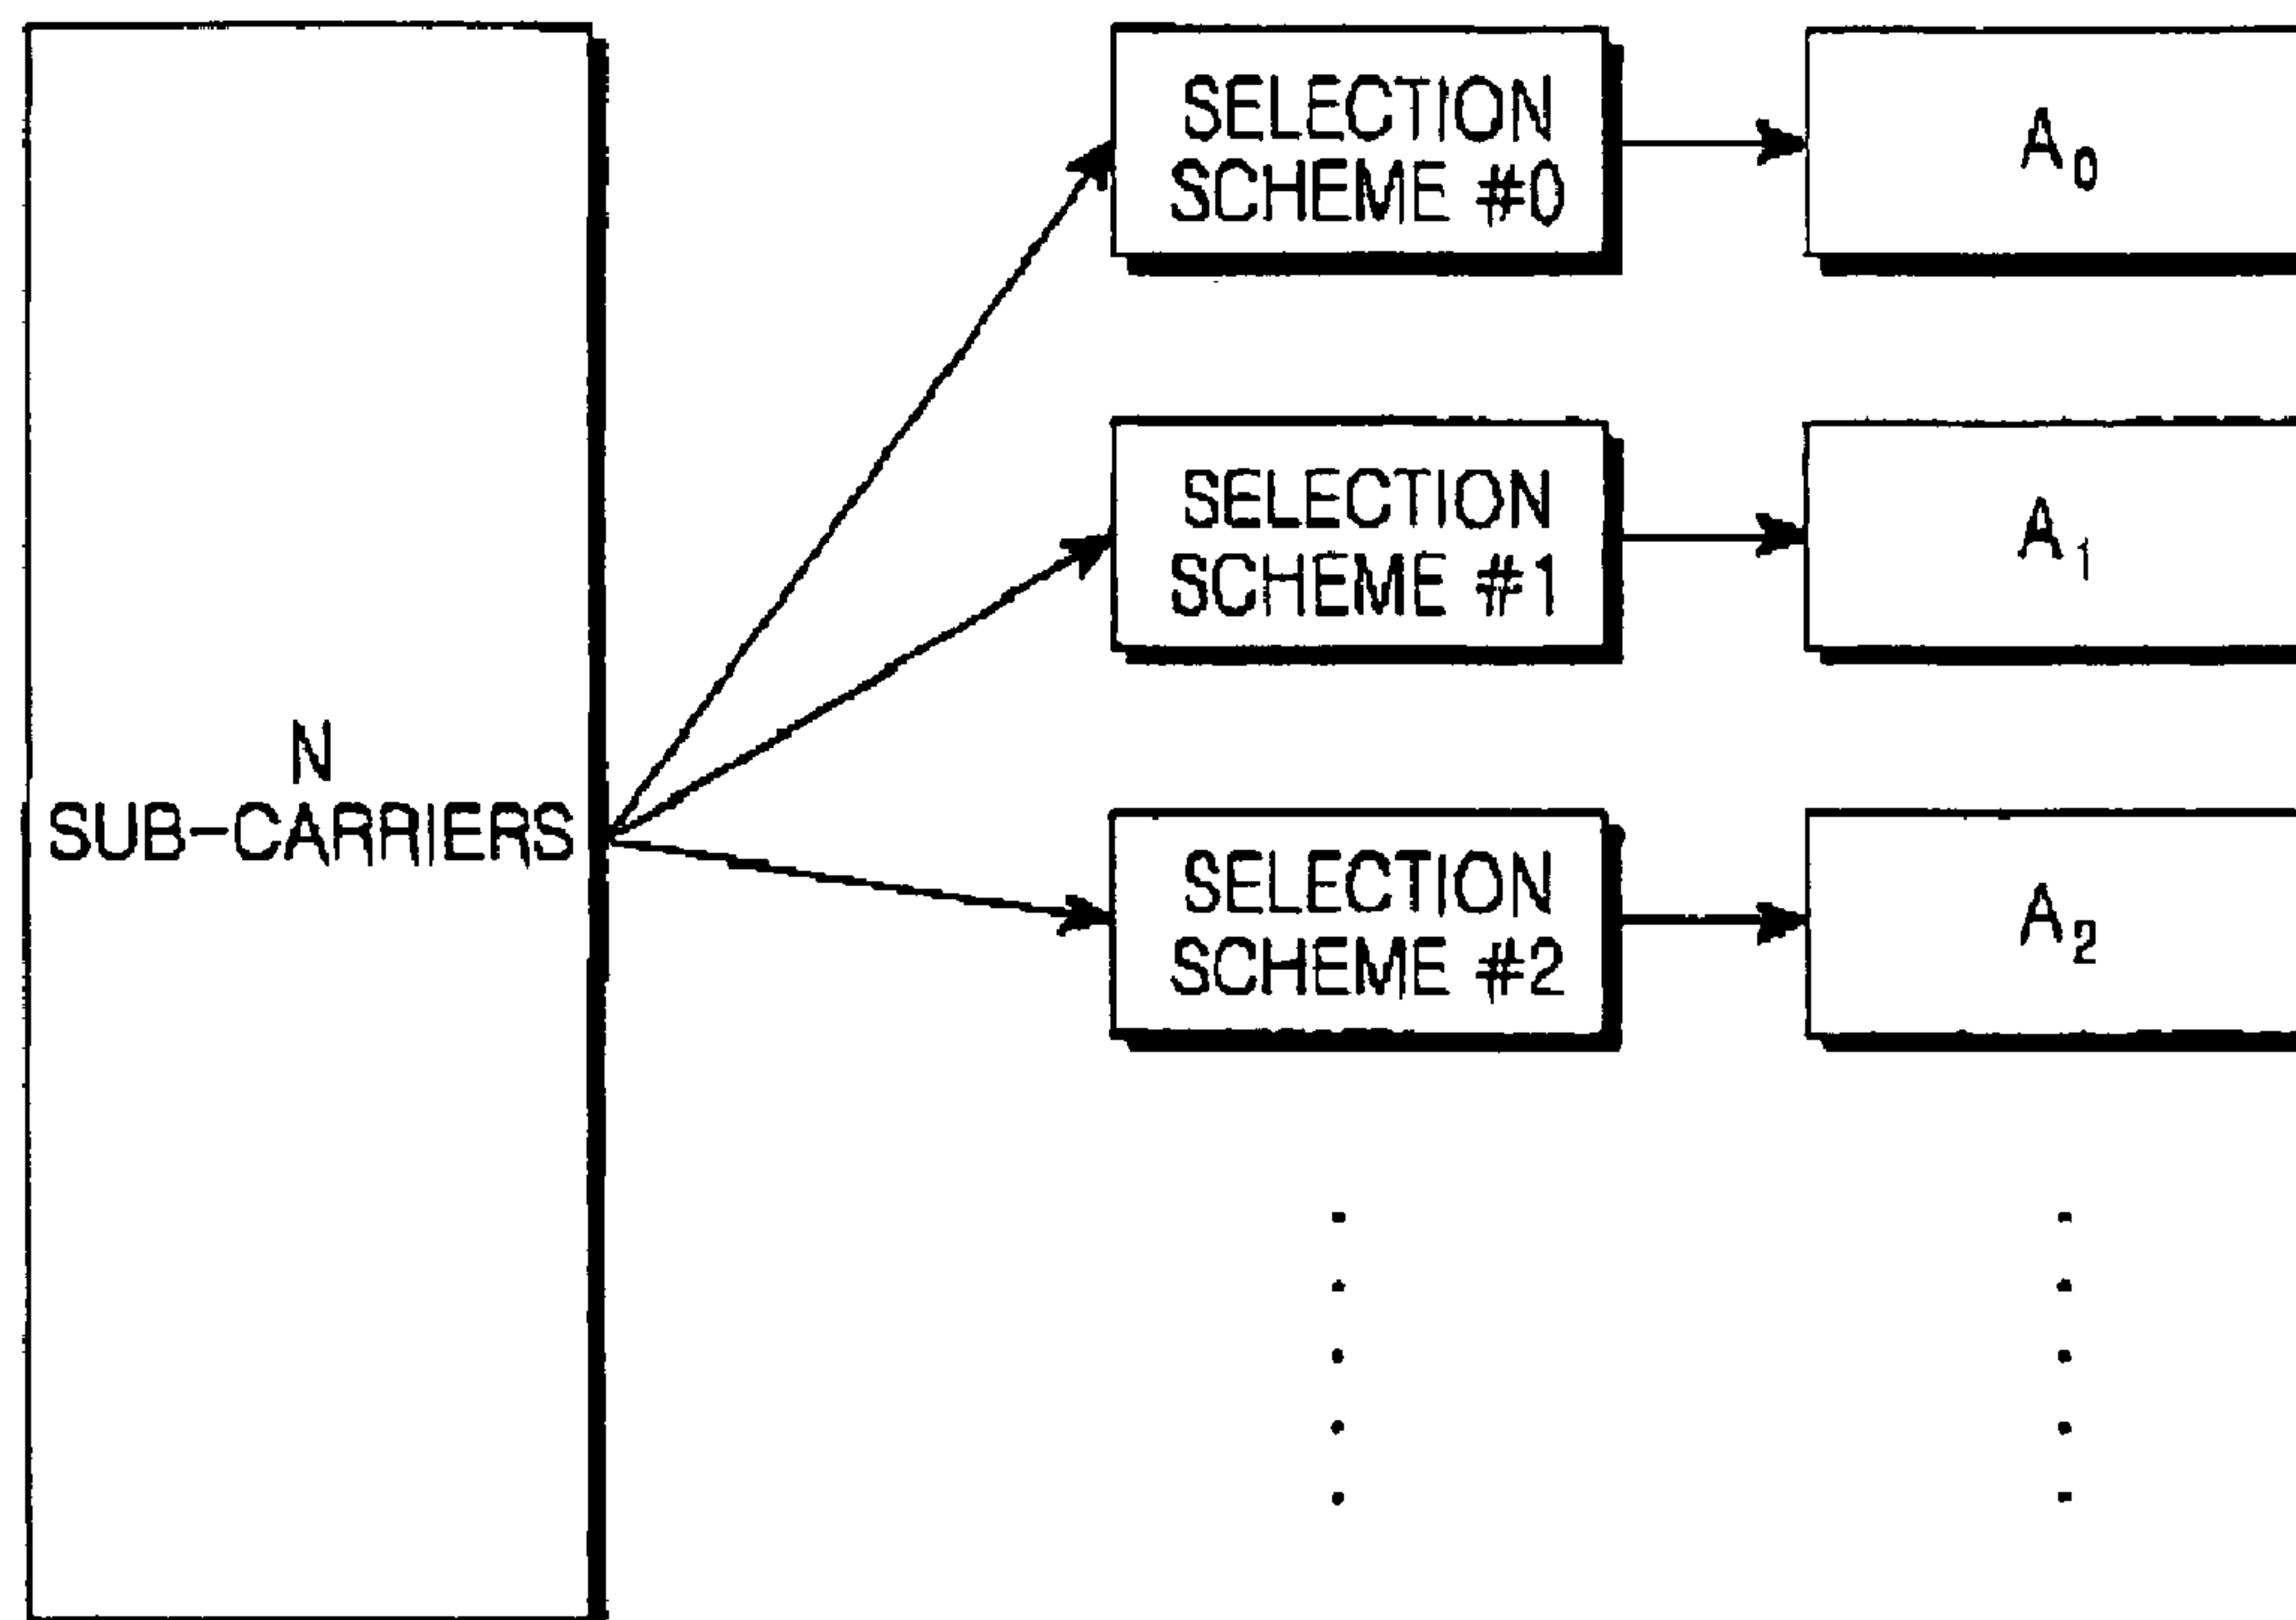 N
SUB-CARRIERS
SELECTION
SCHEME #0
A0
SELECTION
SCHEME #1
A1
SELECTION
SCHEME #2
A2